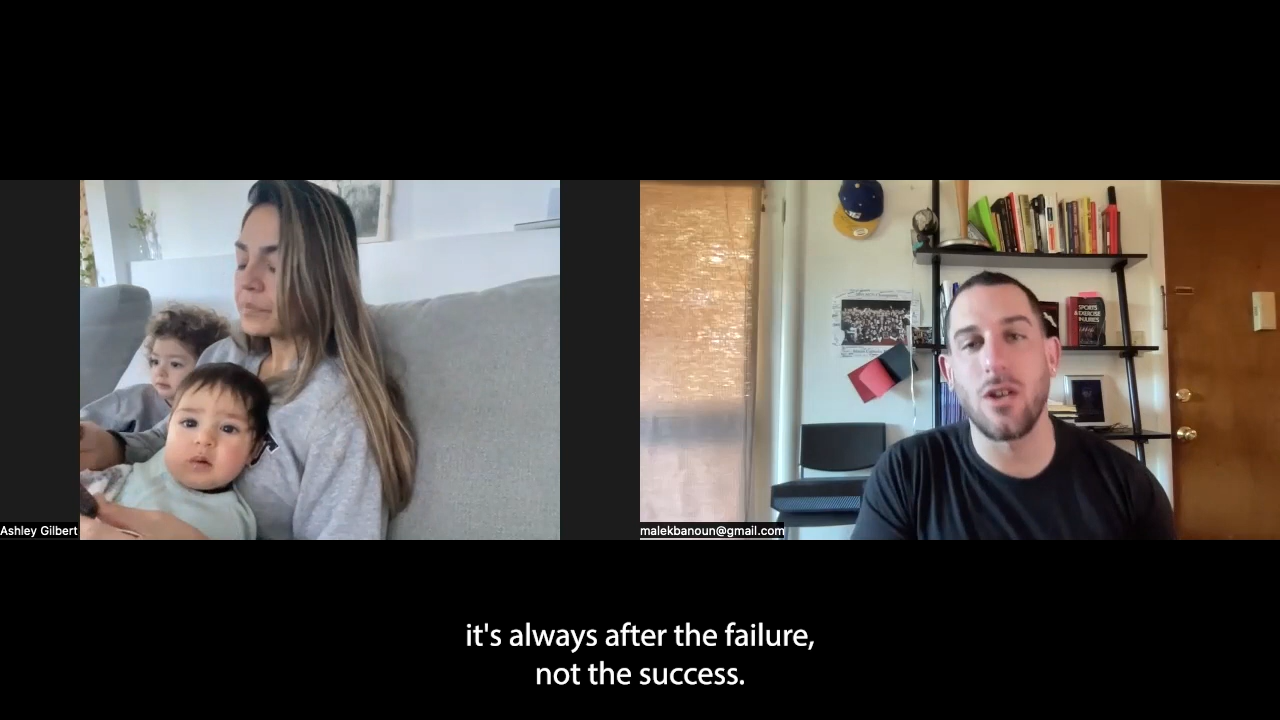 SPORTS
& EXERCISE
INJURIES
Ashley Gilbert
malekbanoun@gmail.com
it's always after the failure,
not the success.